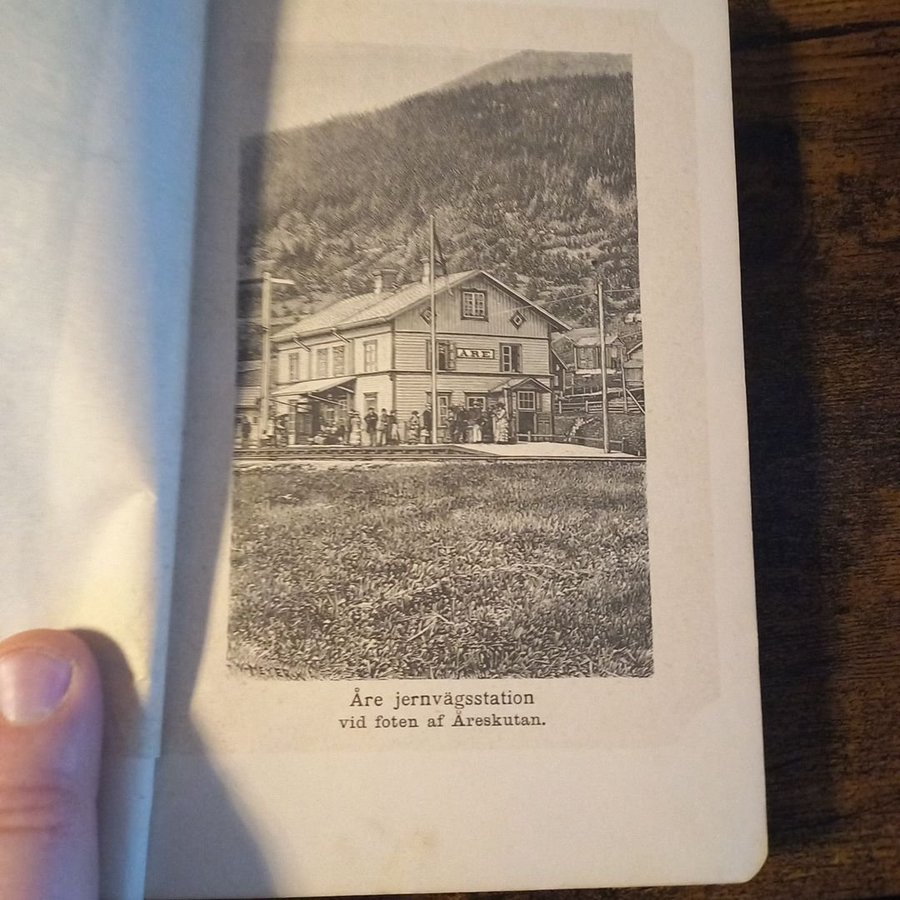 ÅRE
Åre jernvägsstation
vid foten af Åreskutan.